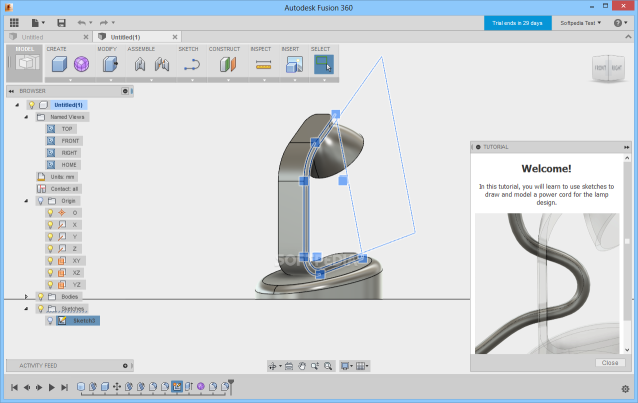 Autodesk Fusion 360
Trial ends in 29 days
Softpedia Test
Untitled
Untitled(1)
MODEL
CREATE
MODIFY
ASSEMBLE
SKETCH
CONSTRUCT
INSPECT
INSERT
SELECT
BROWSER
Untitled(1)
Named Views
TOP
FRONT
RIGHT
HOME
Units: mm
Contact: all
Origin
O
X
Y
Z
XY
XZ
YZ
Bodies
Sketches
Sketch3
FRONT
RIGHT
SOFTPEDIA
TUTORIAL
Welcome!
In this tutorial, you will learn to use sketches to
draw and model a power cord for the lamp
design.
Close
ACTIVITY FEED